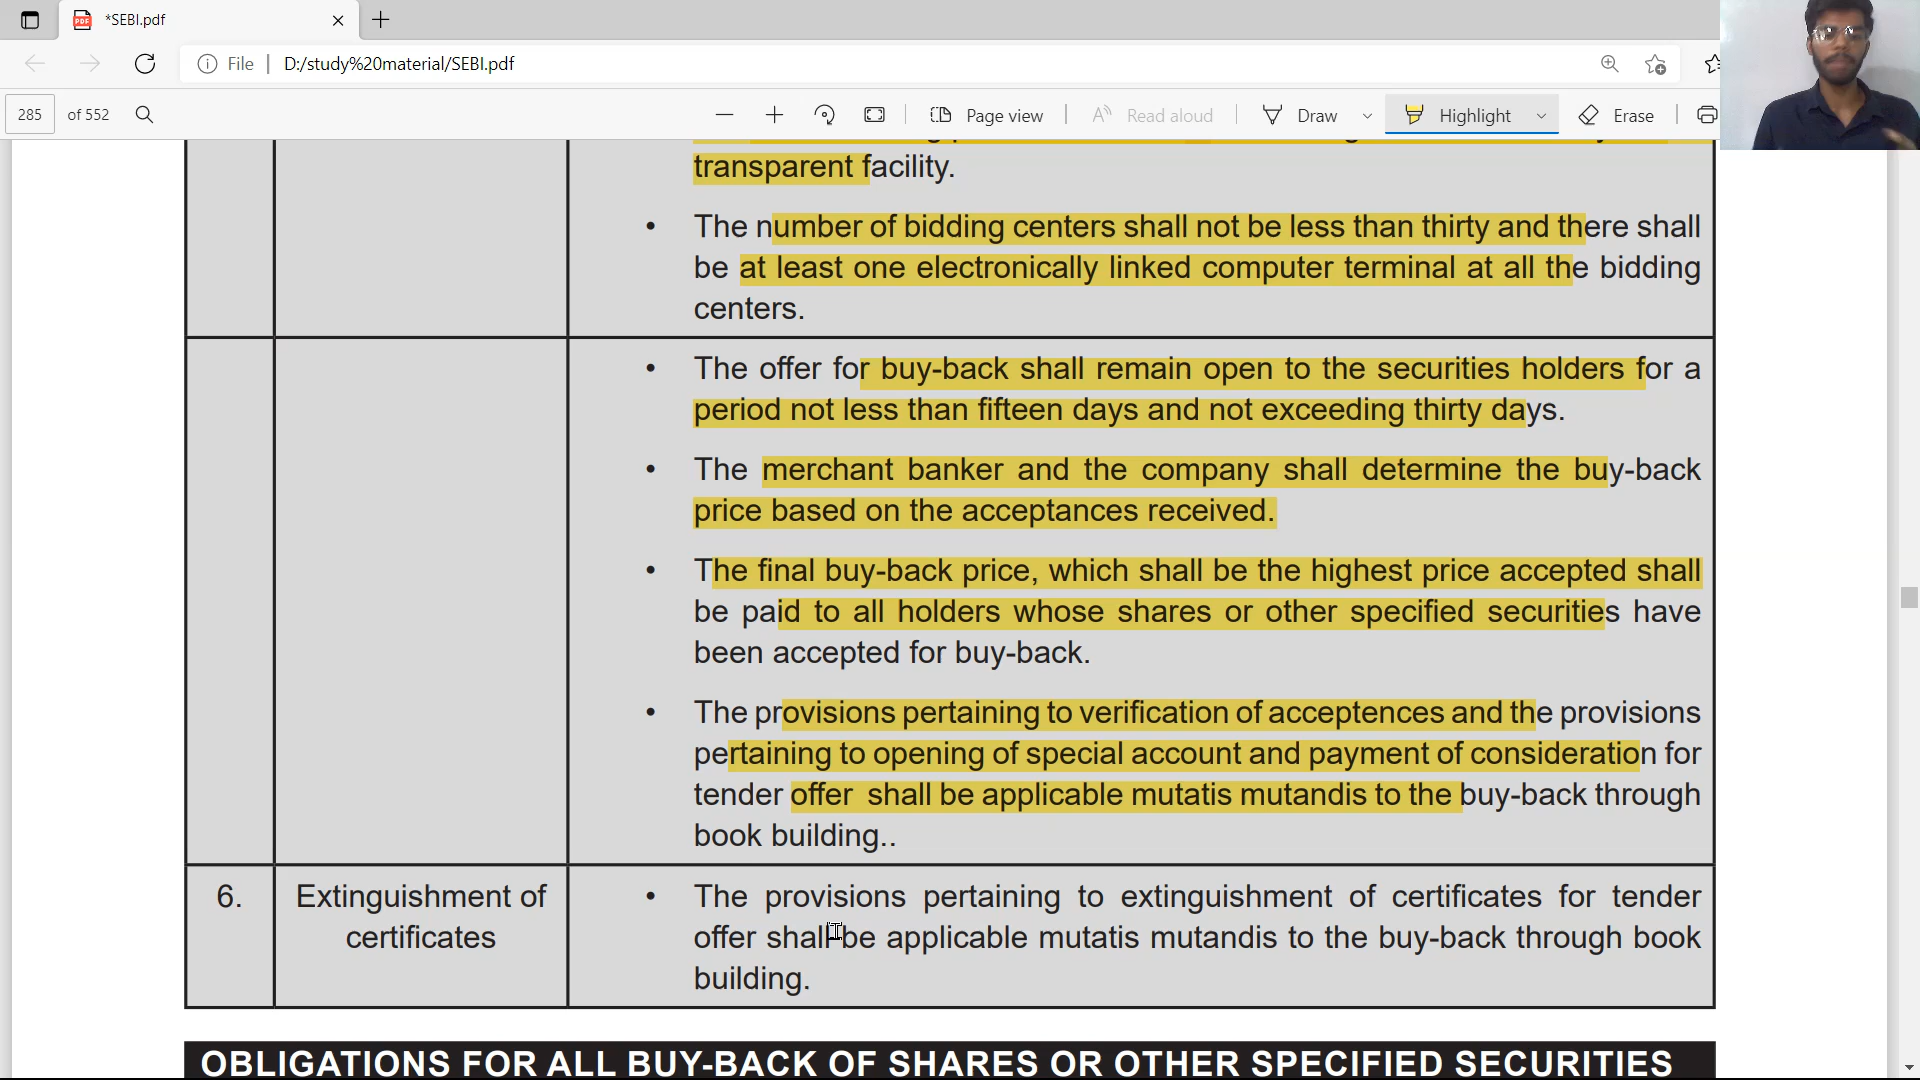 *SEBI.pdf
File
D:/study%20material/SEBI.pdf
285 of 552
Page view
Read aloud
Draw
Highlight
Erase
transparent facility.
• The number of bidding centers shall not be less than thirty and there shall
be at least one electronically linked computer terminal at all the bidding
centers.
• The offer for buy-back shall remain open to the securities holders for a
period not less than fifteen days and not exceeding thirty days.
• The merchant banker and the company shall determine the buy-back
price based on the acceptances received.
• The final buy-back price, which shall be the highest price accepted shall
be paid to all holders whose shares or other specified securities have
been accepted for buy-back.
• The provisions pertaining to verification of acceptences and the provisions
pertaining to opening of special account and payment of consideration for
tender offer shall be applicable mutatis mutandis to the buy-back through
book building..
6.
Extinguishment of
certificates
• The provisions pertaining to extinguishment of certificates for tender
offer shall be applicable mutatis mutandis to the buy-back through book
building.
OBLIGATIONS FOR ALL BUY-BACK OF SHARES OR OTHER SPECIFIED SECURITIES